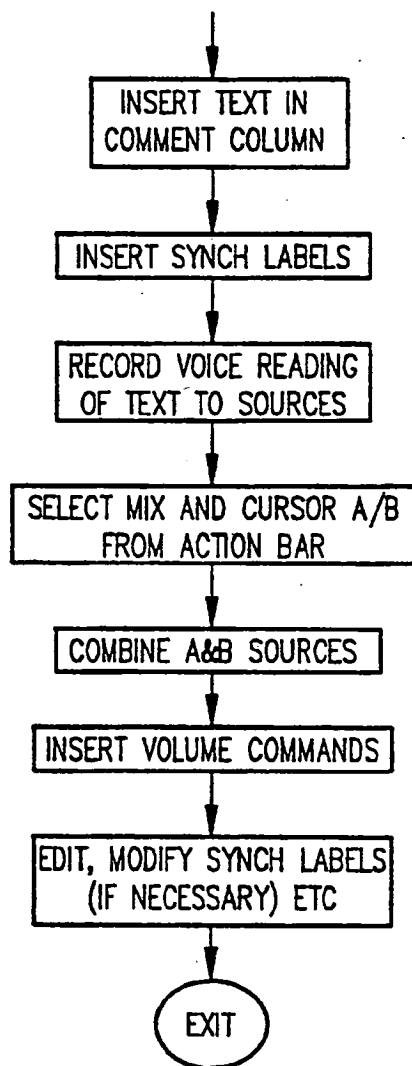 INSERT TEXT IN
COMMENT COLUMN
INSERT SYNCH LABELS
RECORD VOICE READING
OF TEXT TO SOURCES
SELECT MIX AND CURSOR A/B
FROM ACTION BAR
COMBINE A&B SOURCES
INSERT VOLUME COMMANDS
EDIT, MODIFY SYNCH LABELS
(IF NECESSARY) ETC
EXIT